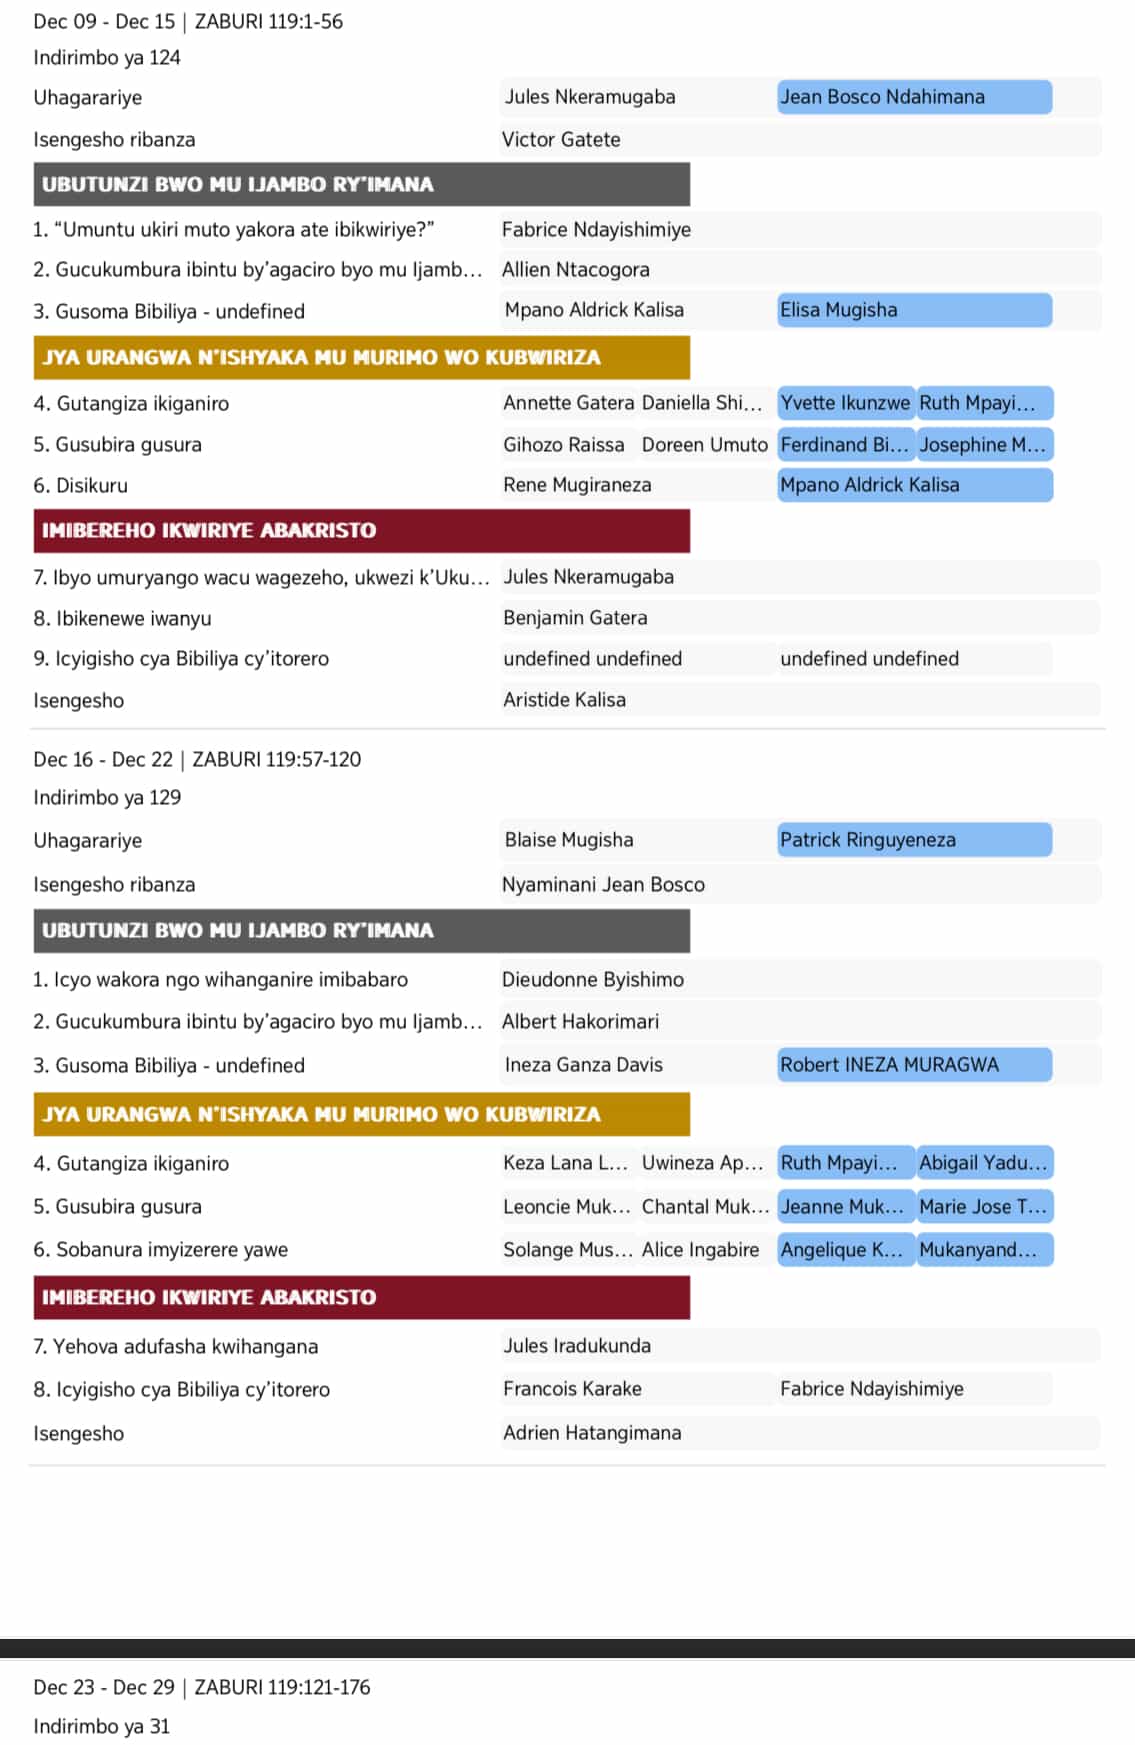 Dec 09 - Dec 15 | ZABURI 119:1-56
Indirimbo ya 124
Uhagarariye Jules Nkeramugaba Jean Bosco Ndahimana
Isengesho ribanza Victor Gatete
UBUTUNZI BWO MU IJAMBO RY'IMANA
1. “Umuntu ukiri muto yakora ate ibikwiriye?” Fabrice Ndayishimiye
2. Gucukumbura ibintu by’agaciro byo mu Ijamb... Allien Ntacogora
3. Gusoma Bibiliya - undefined Mpano Aldrick Kalisa Elisa Mugisha
JYA URANGWA N'ISHYAKA MU MURIMO WO KUBWIRIZA
4. Gutangiza ikiganiro Annette Gatera Daniella Shi... Yvette Ikunzwe Ruth Mpayi...
5. Gusubira gusura Gihozo Raissa Doreen Umuto Ferdinand Bi... Josephine M...
6. Disikuru Rene Mugiraneza Mpano Aldrick Kalisa
IMIBEREHO IKWIRIYE ABAKRISTO
7. Ibyo umuryango wacu wagezeho, ukwezi k’Uku... Jules Nkeramugaba
8. Ibikenewe iwanyu Benjamin Gatera
9. Icyigisho cya Bibiliya cy’itorero undefined undefined undefined undefined
Isengesho Aristide Kalisa
Dec 16 - Dec 22 | ZABURI 119:57-120
Indirimbo ya 129
Uhagarariye Blaise Mugisha Patrick Ringuyeneza
Isengesho ribanza Nyaminani Jean Bosco
UBUTUNZI BWO MU IJAMBO RY'IMANA
1. Icyo wakora ngo wihanganire imibabaro Dieudonne Byishimo
2. Gucukumbura ibintu by’agaciro byo mu Ijamb... Albert Hakorimari
3. Gusoma Bibiliya - undefined Ineza Ganza Davis Robert INEZA MURAGWA
JYA URANGWA N'ISHYAKA MU MURIMO WO KUBWIRIZA
4. Gutangiza ikiganiro Keza Lana L... Uwineza Ap... Ruth Mpayi... Abigail Yadu...
5. Gusubira gusura Leoncie Muk... Chantal Muk... Jeanne Muk... Marie Jose T...
6. Sobanura imyizerere yawe Solange Mus... Alice Ingabire Angelique K... Mukanyand...
IMIBEREHO IKWIRIYE ABAKRISTO
7. Yehova adufasha kwihangana Jules Iradukunda
8. Icyigisho cya Bibiliya cy’itorero Francois Karake Fabrice Ndayishimiye
Isengesho Adrien Hatangimana
Dec 23 - Dec 29 | ZABURI 119:121-176
Indirimbo ya 31